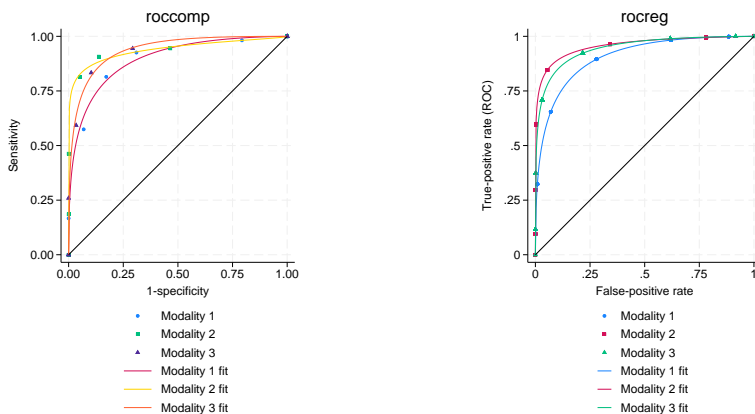 roccomp
1.00
0.75
0.50
0.25
0.00
Sensitivity
0.00 0.25 0.50 0.75 1.00
1-specificity
Modality 1
Modality 2
Modality 3
Modality 1 fit
Modality 2 fit
Modality 3 fit
rocreg
1
.75
.5
.25
0
True-positive rate (ROC)
0 .25 .5 .75 1
False-positive rate
Modality 1
Modality 2
Modality 3
Modality 1 fit
Modality 2 fit
Modality 3 fit